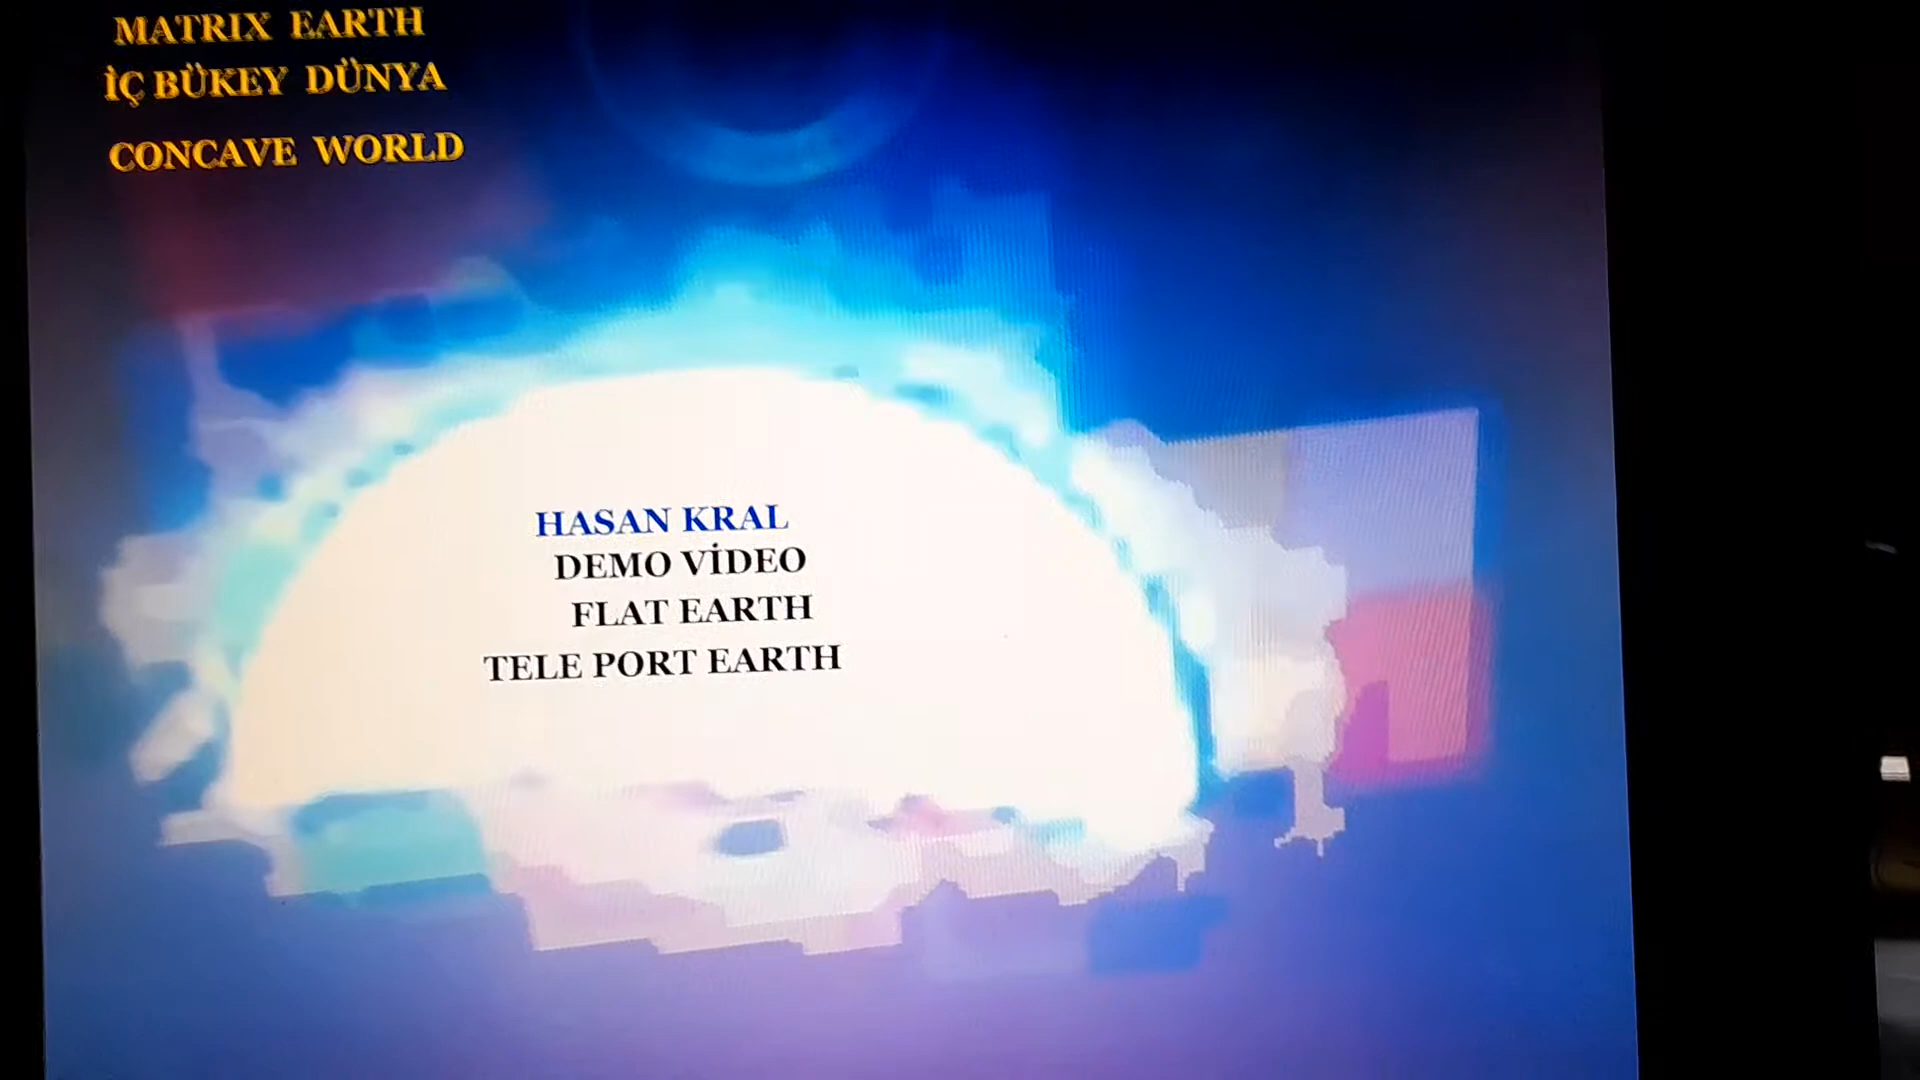 MATRIX EARTH
İÇ BÜKEY DÜNYA
CONCAVE WORLD
HASAN KRAL
DEMO VİDEO
FLAT EARTH
TELE PORT EARTH